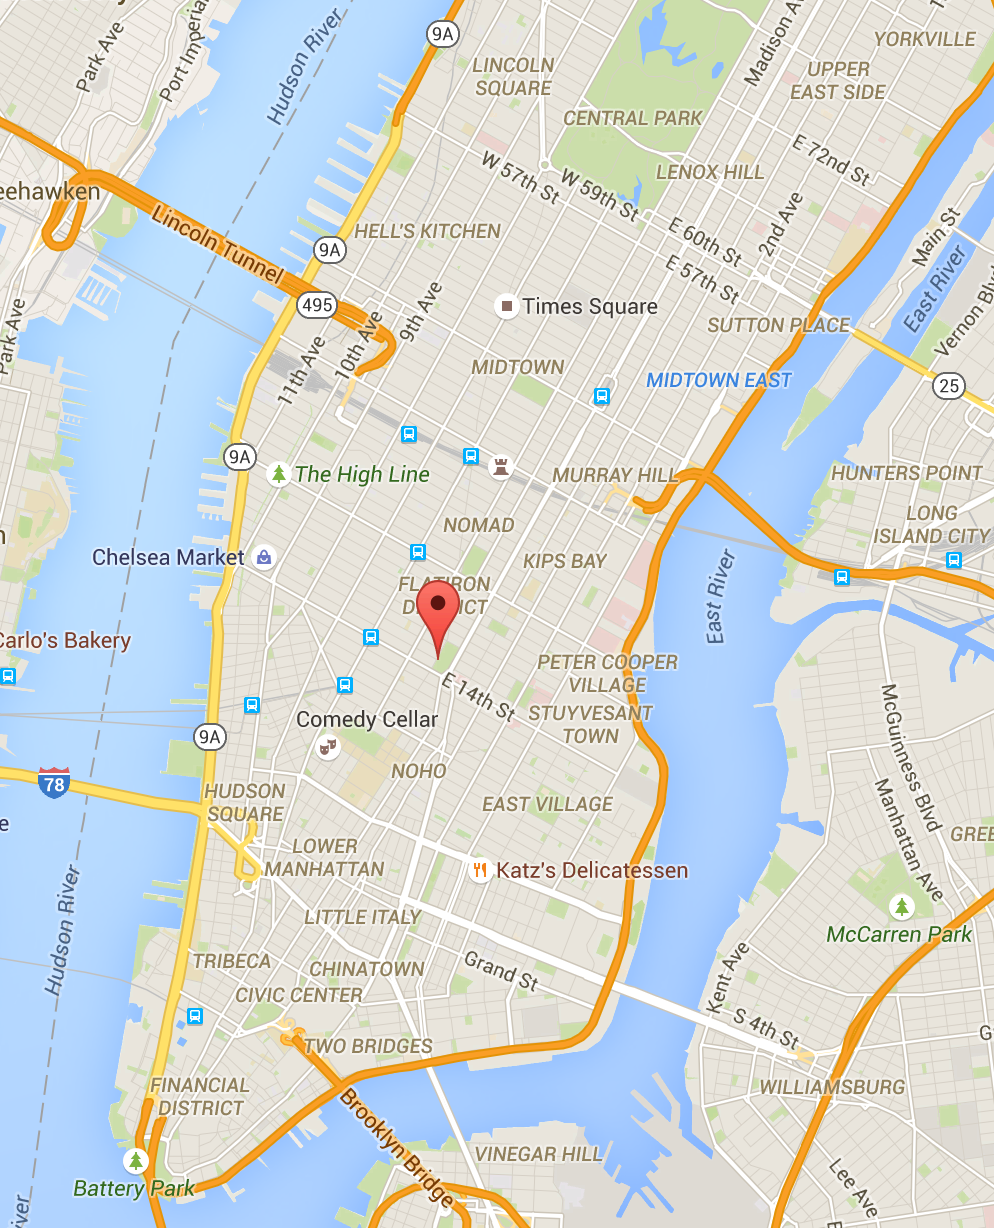 Park Ave
Port Imperial
Hudson River
9A
LINCOLN
SQUARE
Madison Av
YORKVILLE
UPPER
EAST SIDE
CENTRAL PARK
E 72nd St
W 57th St
W 59th St
LENOX HILL
eehawken
Lincoln Tunnel
HELL'S KITCHEN
9A
E 60th St
2nd Ave
E 57th St
Main St
East River
Vernon Blv
495
Times Square
SUTTON PLACE
Park Ave
11th Ave
10th Ave
9th Ave
MIDTOWN
MIDTOWN EAST
25
9A
The High Line
MURRAY HILL
HUNTERS POINT
NOMAD
LONG
ISLAND CITY
n
Chelsea Market
KIPS BAY
FLATIRON
East River
Carlo's Bakery
PETER COOPER
VILLAGE
E 14th St
STUYVESANT
TOWN
Comedy Cellar
9A
McGuinness Blvd
NOHO
78
HUDSON
SQUARE
EAST VILLAGE
Manhattan Ave
e
GREE
LOWER
MANHATTAN
Katz's Delicatessen
Hudson River
LITTLE ITALY
McCarren Park
TRIBECA
CHINATOWN
Grand St
Kent Ave
CIVIC CENTER
S 4th St
G
TWO BRIDGES
FINANCIAL
DISTRICT
WILLIAMSBURG
Brooklyn Bridge
VINEGAR HILL
Battery Park
Lee Ave